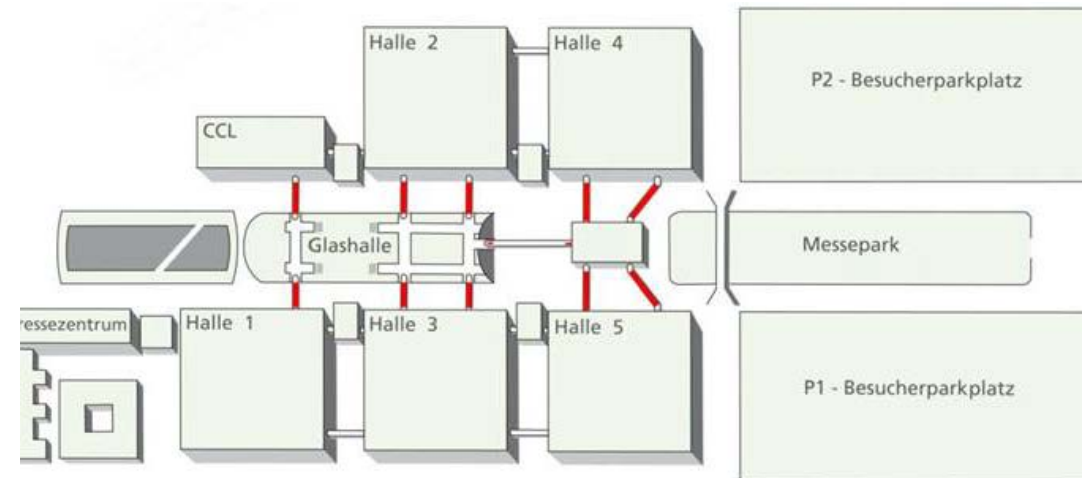 Halle 2
Halle 4
P2 - Besucherparkplatz
CCL
Glashalle
Messepark
ressezentrum
Halle 1
Halle 3
Halle 5
P1 - Besucherparkplatz